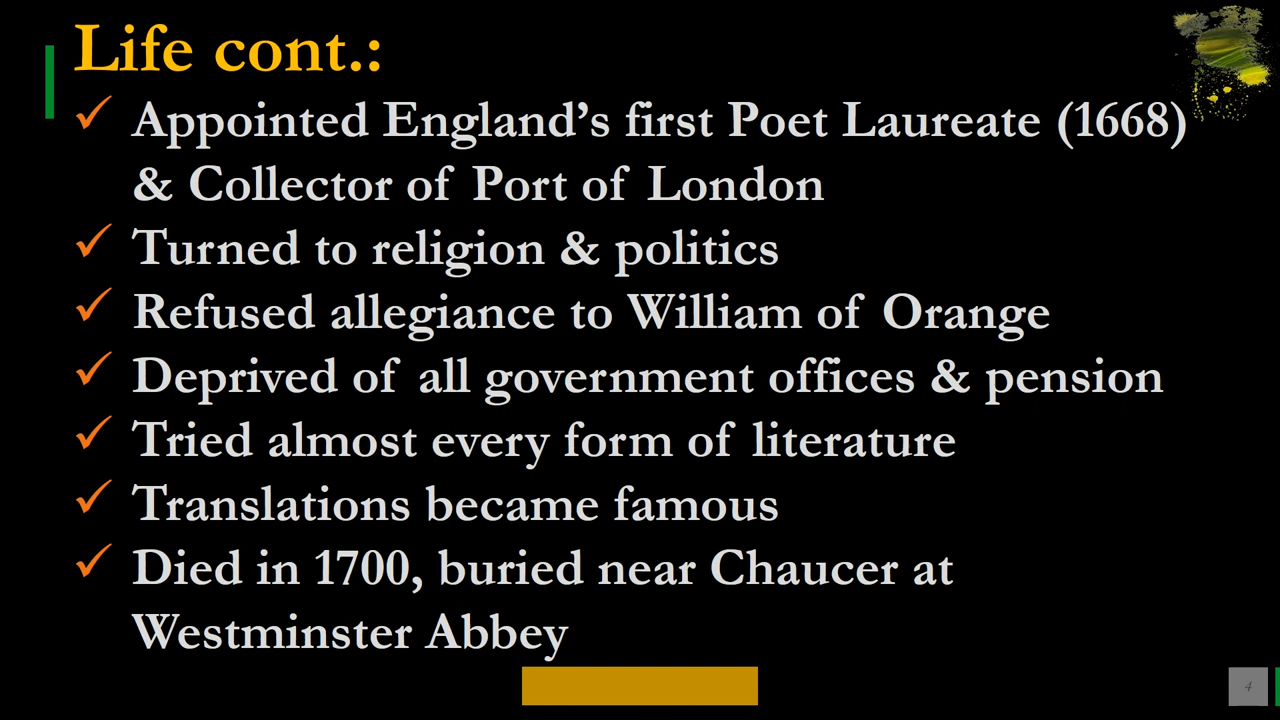 Life cont.:
✓ Appointed England’s first Poet Laureate (1668)
& Collector of Port of London
✓ Turned to religion & politics
✓ Refused allegiance to William of Orange
✓ Deprived of all government offices & pension
✓ Tried almost every form of literature
✓ Translations became famous
✓ Died in 1700, buried near Chaucer at
Westminster Abbey
4